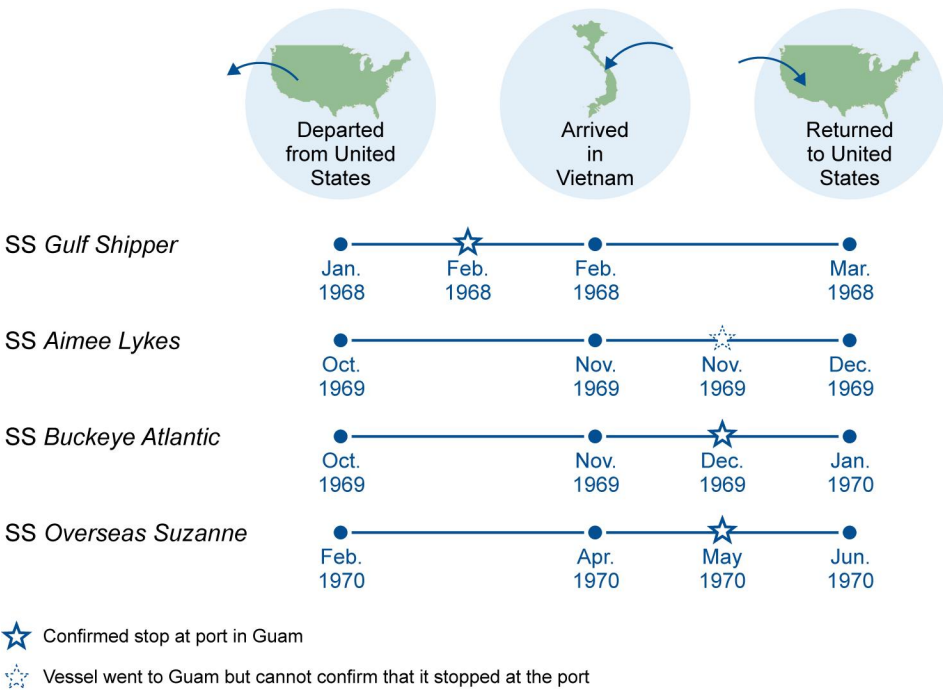 Departed
from United
States
Arrived
in
Vietnam
Returned
to United
States
SS Gulf Shipper
Jan.
1968
Feb.
1968
Feb.
1968
Mar.
1968
SS Aimee Lykes
Oct.
1969
Nov.
1969
Nov.
1969
Dec.
1969
SS Buckeye Atlantic
Oct.
1969
Nov.
1969
Dec.
1969
Jan.
1970
SS Overseas Suzanne
Feb.
1970
Apr.
1970
May
1970
Jun.
1970
Confirmed stop at port in Guam
Vessel went to Guam but cannot confirm that it stopped at the port